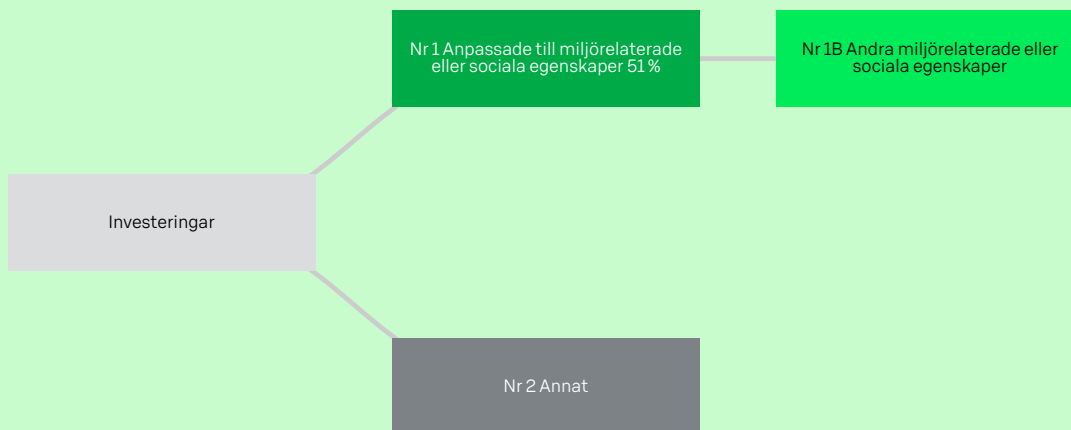 Nr 1 Anpassade till miljörelaterade
eller sociala egenskaper 51 %
Nr 1B Andra miljörelaterade eller
sociala egenskaper
Investeringar
Nr 2 Annat